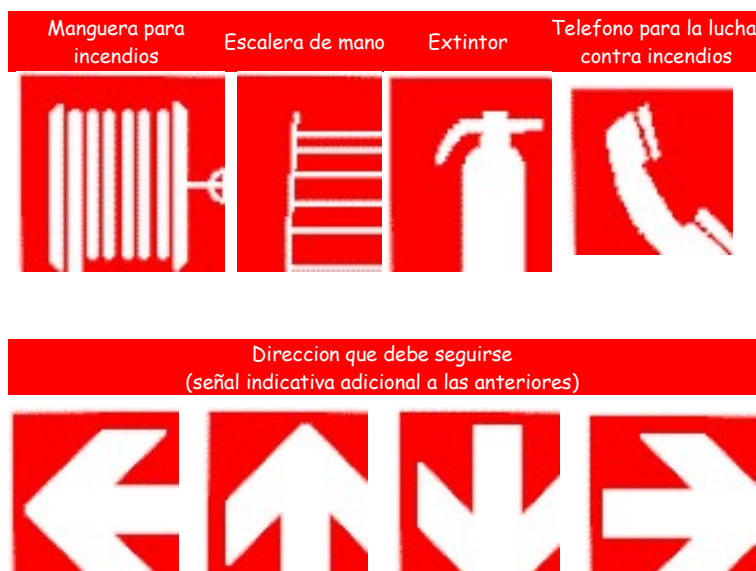 Manguera para
incendios
Escalera de mano
Extintor
Telefono para la lucha
contra incendios
Direccion que debe seguirse
(señal indicativa adicional a las anteriores)